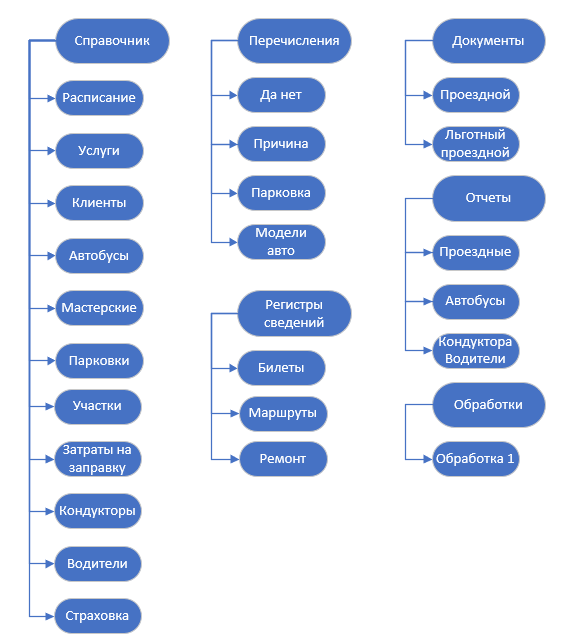 Справочник
Расписание
Услуги
Клиенты
Автобусы
Мастерские
Парковки
Участки
Затраты на
заправку
Кондукторы
Водители
Страховка
Перечисления
Да нет
Причина
Парковка
Модели
авто
Регистры
сведений
Билеты
Маршруты
Ремонт
Документы
Проездной
Льготный
проездной
Отчеты
Проездные
Автобусы
Кондуктора
Водители
Обработки
Обработка 1